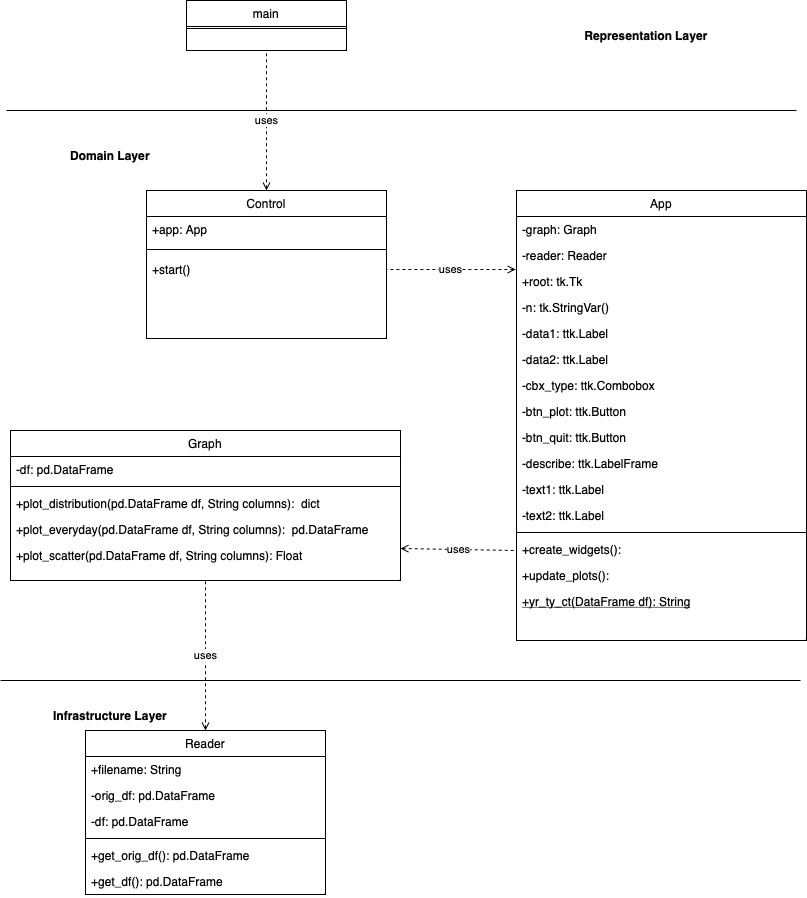 main
Representation Layer
uses
Domain Layer
Control
+app: App
+start()
uses
App
-graph: Graph
-reader: Reader
+root: tk.Tk
-n: tk.StringVar()
-data1: ttk.Label
-data2: ttk.Label
-cbx_type: ttk.Combobox
-btn_plot: ttk.Button
-btn_quit: ttk.Button
-describe: ttk.LabelFrame
-text1: ttk.Label
-text2: ttk.Label
+create_widgets():
+update_plots():
+yr_ty_ct(DataFrame df): String
uses
Graph
-df: pd.DataFrame
+plot_distribution(pd.DataFrame df, String columns):  dict
+plot_everyday(pd.DataFrame df, String columns):  pd.DataFrame
+plot_scatter(pd.DataFrame df, String columns): Float
uses
Infrastructure Layer
Reader
+filename: String
-orig_df: pd.DataFrame
-df: pd.DataFrame
+get_orig_df(): pd.DataFrame
+get_df(): pd.DataFrame